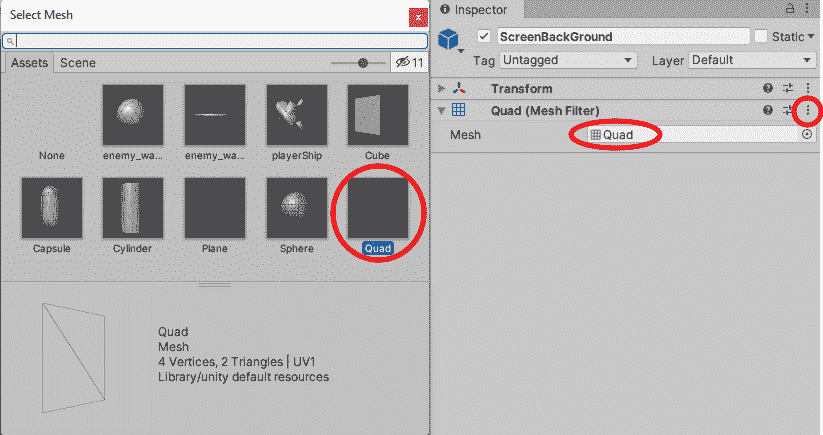 Select Mesh
Assets Scene 11
None enemy_wa... enemy_wa... playerShip Cube
Capsule Cylinder Plane Sphere Quad
Quad
Mesh
4 Vertices, 2 Triangles | UV1
Library/unity default resources
Inspector
ScreenBackGround Static
Tag Untagged Layer Default
Transform
Quad (Mesh Filter)
Mesh Quad